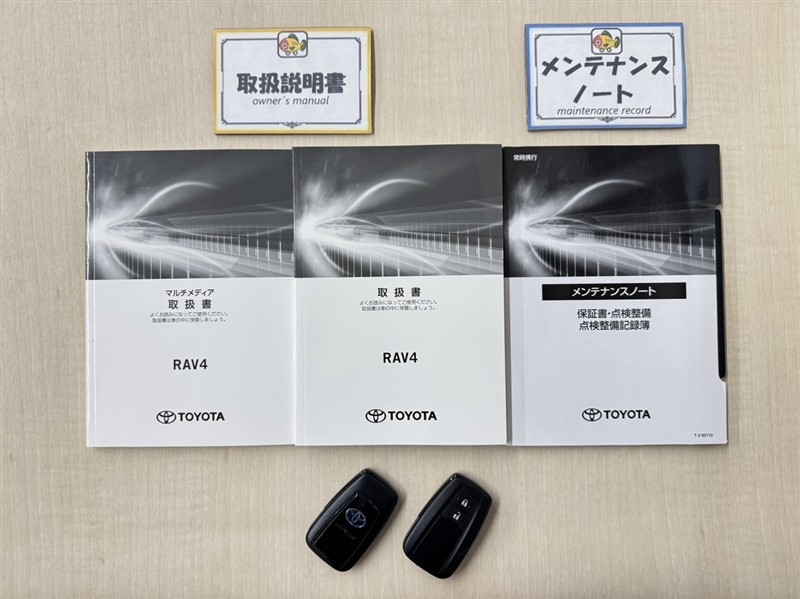 取扱説明書
owner's manual
メンテナンス
ノート
maintenance record
マルチメディア
取扱書
よくお読みになってご使用ください。
取扱書は車の中に保管しましょう。
RAV4
TOYOTA
取扱書
よくお読みになってご使用ください。
取扱書は車の中に保管しましょう。
RAV4
TOYOTA
常時携行
メンテナンスノート
保証書・点検整備
点検整備記録簿
TOYOTA